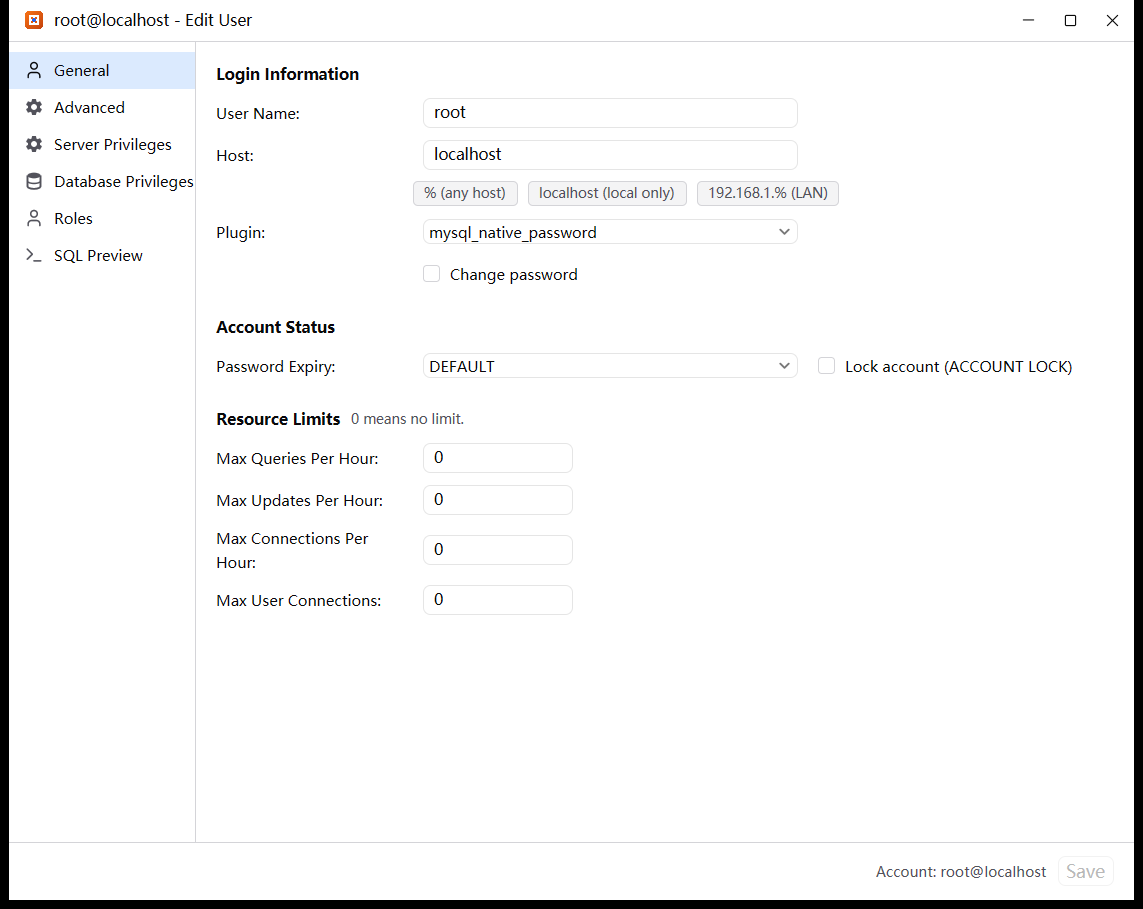 root@localhost - Edit User
General
Advanced
Server Privileges
Database Privileges
Roles
SQL Preview
Login Information
User Name: root
Host: localhost
% (any host) localhost (local only) 192.168.1.% (LAN)
Plugin: mysql_native_password
Change password
Account Status
Password Expiry: DEFAULT Lock account (ACCOUNT LOCK)
Resource Limits 0 means no limit.
Max Queries Per Hour: 0
Max Updates Per Hour: 0
Max Connections Per
Hour: 0
Max User Connections: 0
Account: root@localhost Save